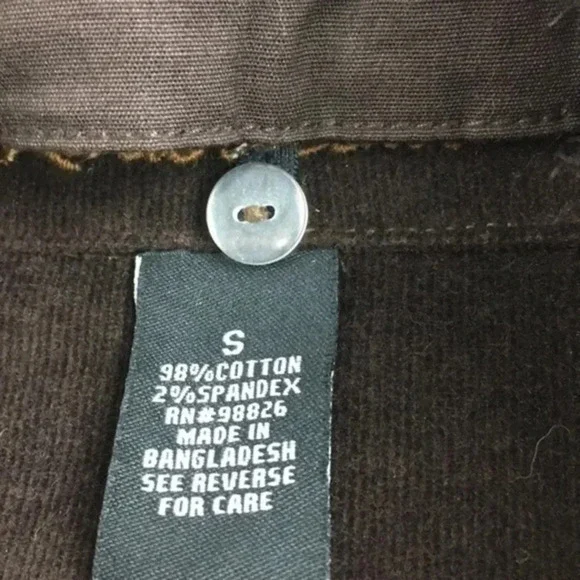 S
98%COTTON
2%SPANDEX
RN#98826
MADE IN
BANGLADESH
SEE REVERSE
FOR CARE